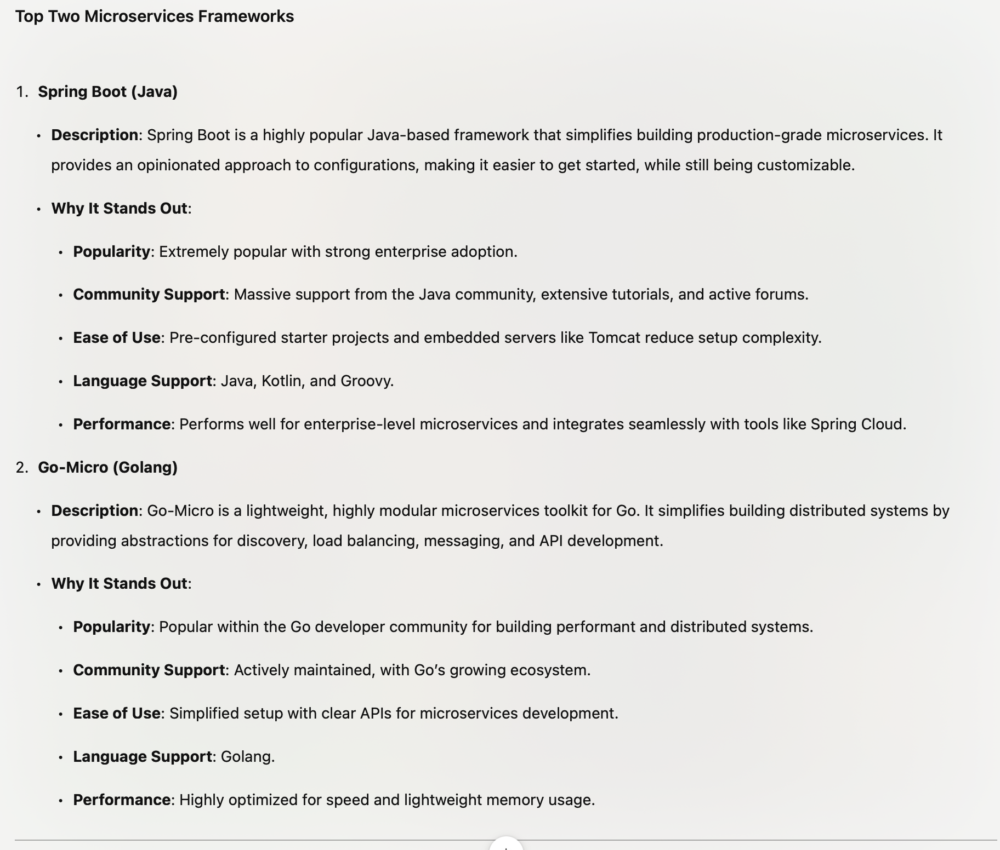 Top Two Microservices Frameworks
1. Spring Boot (Java)
• Description: Spring Boot is a highly popular Java-based framework that simplifies building production-grade microservices. It
provides an opinionated approach to configurations, making it easier to get started, while still being customizable.
• Why It Stands Out:
• Popularity: Extremely popular with strong enterprise adoption.
• Community Support: Massive support from the Java community, extensive tutorials, and active forums.
• Ease of Use: Pre-configured starter projects and embedded servers like Tomcat reduce setup complexity.
• Language Support: Java, Kotlin, and Groovy.
• Performance: Performs well for enterprise-level microservices and integrates seamlessly with tools like Spring Cloud.
2. Go-Micro (Golang)
• Description: Go-Micro is a lightweight, highly modular microservices toolkit for Go. It simplifies building distributed systems by
providing abstractions for discovery, load balancing, messaging, and API development.
• Why It Stands Out:
• Popularity: Popular within the Go developer community for building performant and distributed systems.
• Community Support: Actively maintained, with Go’s growing ecosystem.
• Ease of Use: Simplified setup with clear APIs for microservices development.
• Language Support: Golang.
• Performance: Highly optimized for speed and lightweight memory usage.